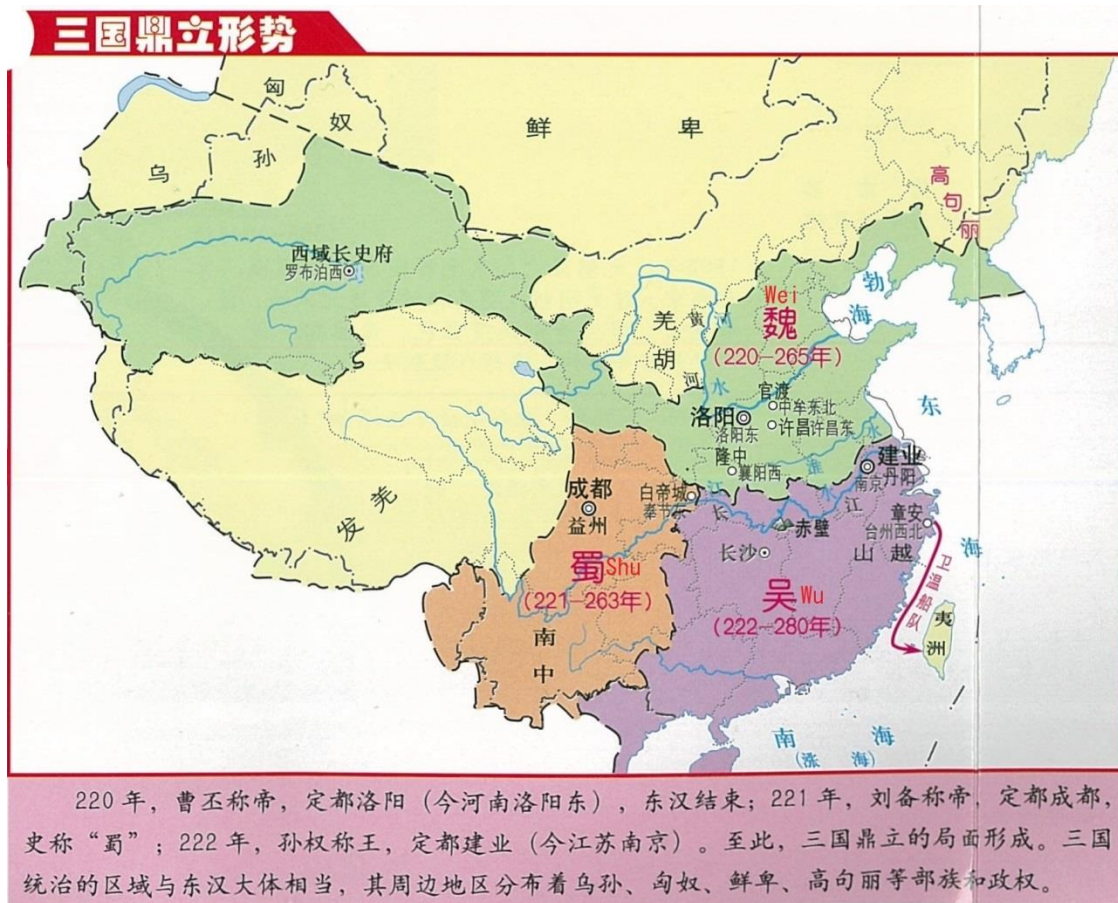 三国鼎立形势
匈
奴
乌
孙
鲜 卑
高
句
丽
西域长史府
罗布泊西
羌
胡
黄
河
Wei
魏
(220-265年)
勃
海
河
水
官渡
中牟东北
洛阳
洛阳东
许昌许昌东
隆中
襄阳西
淮
水
东
海
建业
南京
丹阳
成都
益州
白帝城
奉节东
江
水
长
江
赤壁
长沙
章安
台州西北
山越
发羌
蜀Shu
(221-263年)
吴Wu
(222-280年)
南
中
卫温船队
夷
洲
南海
(涨海)
220年，曹丕称帝，定都洛阳（今河南洛阳东），东汉结束；221年，刘备称帝，定都成都，
史称“蜀”；222年，孙权称王，定都建业（今江苏南京）。至此，三国鼎立的局面形成。三国
统治的区域与东汉大体相当，其周边地区分布着乌孙、匈奴、鲜卑、高句丽等部族和政权。